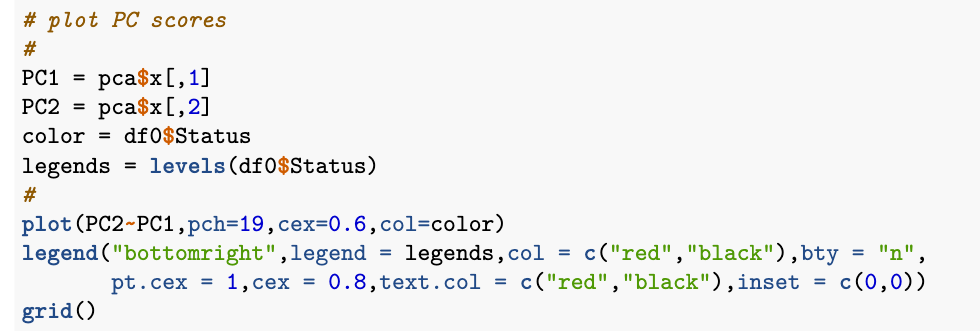 # plot PC scores
#
PC1 = pca$x[,1]
PC2 = pca$x[,2]
color = df0$Status
legends = levels(df0$Status)
#
plot(PC2~PC1,pch=19,cex=0.6,col=color)
legend("bottomright",legend = legends,col = c("red","black"),bty = "n",
pt.cex = 1,cex = 0.8,text.col = c("red","black"),inset = c(0,0))
grid()